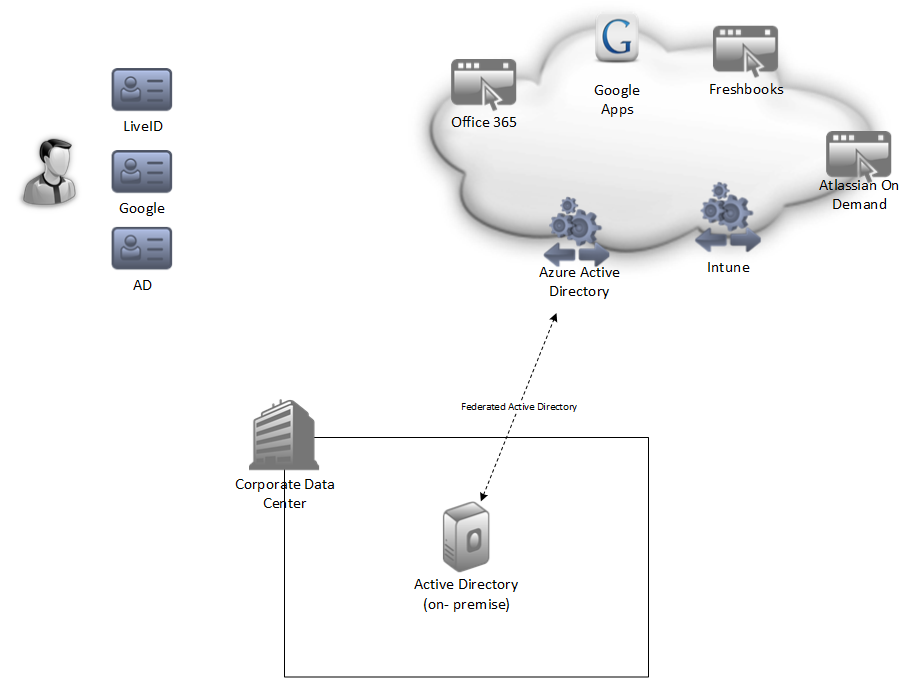 LiveID
Google
AD
Office 365
G
Google
Apps
Freshbooks
Atlassian On
Demand
Azure Active
Directory
Intune
Federated Active Directory
Corporate Data
Center
Active Directory
(on- premise)